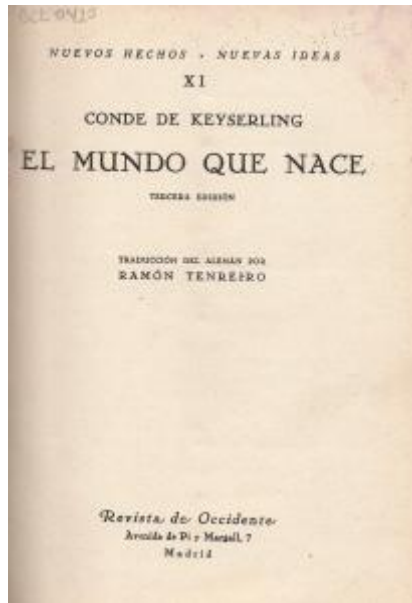 NUEVOS HECHOS - NUEVAS IDEAS
XI
CONDE DE KEYSERLING
EL MUNDO QUE NACE
TERCERA EDICIÓN
TRADUCCIÓN DEL ALEMÁN POR
RAMÓN TENREIRO
Revista de Occidente
Avenida de Pi y Margall, 7
Madrid